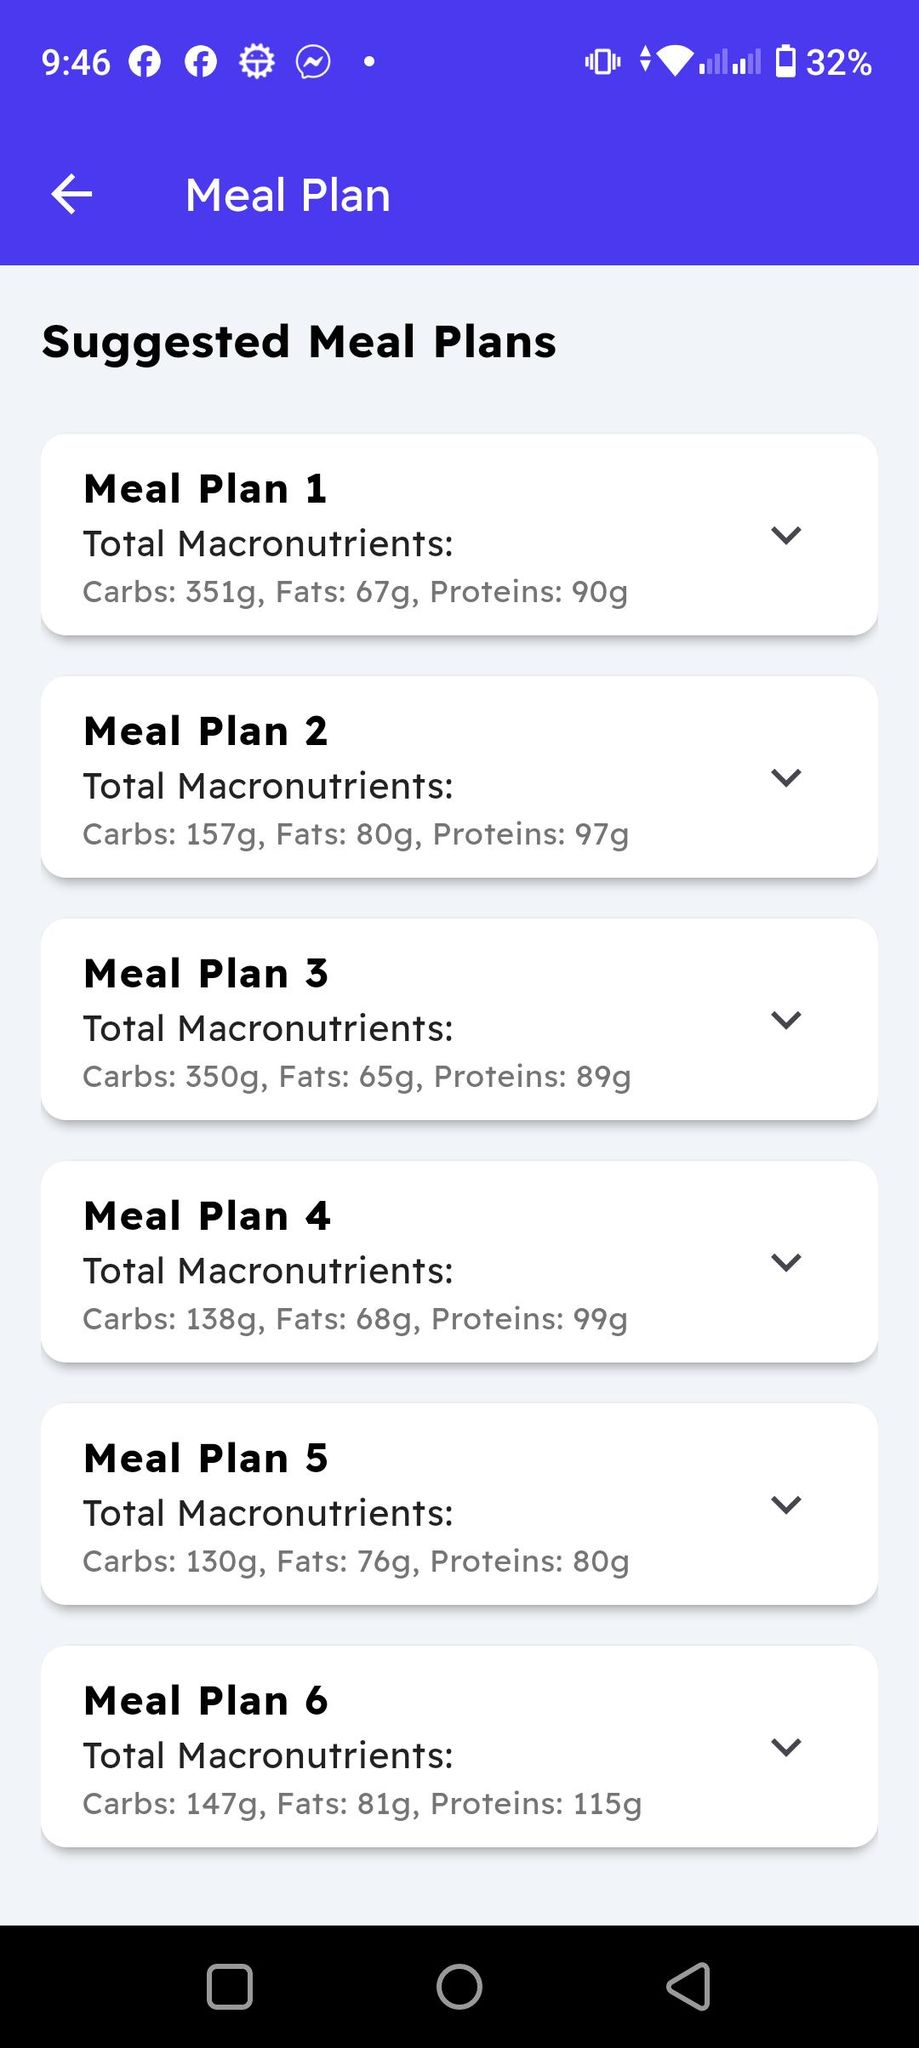 9:46
32%
Meal Plan
Suggested Meal Plans
Meal Plan 1
Total Macronutrients:
Carbs: 351g, Fats: 67g, Proteins: 90g
Meal Plan 2
Total Macronutrients:
Carbs: 157g, Fats: 80g, Proteins: 97g
Meal Plan 3
Total Macronutrients:
Carbs: 350g, Fats: 65g, Proteins: 89g
Meal Plan 4
Total Macronutrients:
Carbs: 138g, Fats: 68g, Proteins: 99g
Meal Plan 5
Total Macronutrients:
Carbs: 130g, Fats: 76g, Proteins: 80g
Meal Plan 6
Total Macronutrients:
Carbs: 147g, Fats: 81g, Proteins: 115g